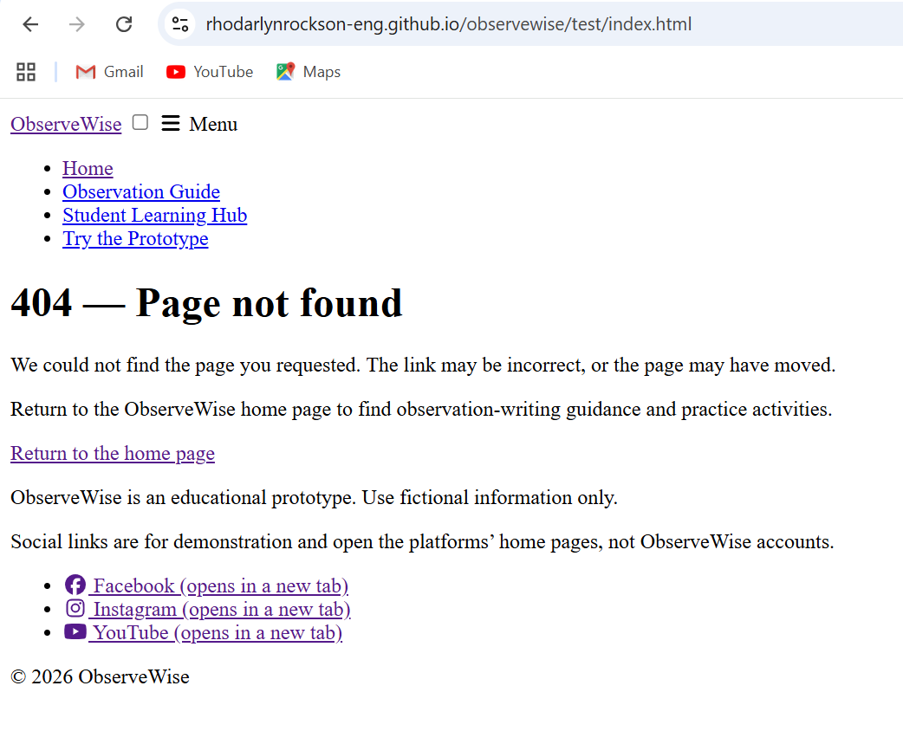 rhodarlynrockson-eng.github.io/observewise/test/index.html
Gmail YouTube Maps
ObserveWise Menu
Home
Observation Guide
Student Learning Hub
Try the Prototype
404 — Page not found
We could not find the page you requested. The link may be incorrect, or the page may have moved.
Return to the ObserveWise home page to find observation-writing guidance and practice activities.
Return to the home page
ObserveWise is an educational prototype. Use fictional information only.
Social links are for demonstration and open the platforms’ home pages, not ObserveWise accounts.
Facebook (opens in a new tab)
Instagram (opens in a new tab)
YouTube (opens in a new tab)
© 2026 ObserveWise